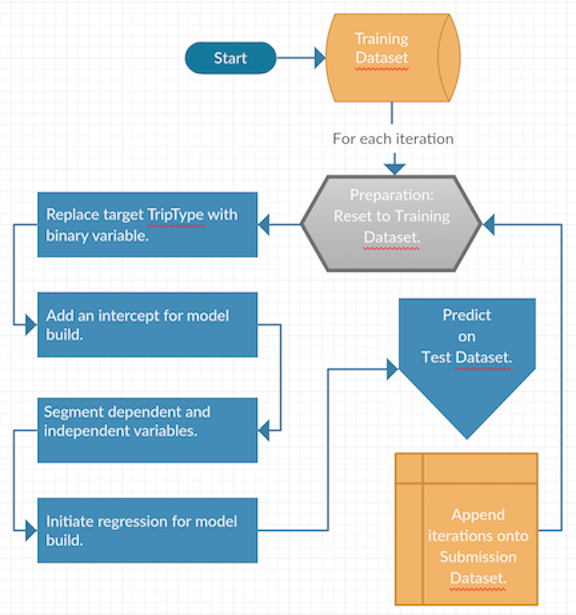 Start
Training
Dataset
For each iteration
Preparation:
Reset to Training
Dataset.
Replace target TripType with
binary variable.
Add an intercept for model
build.
Segment dependent and
independent variables.
Initiate regression for model
build.
Predict
on
Test Dataset.
Append
iterations onto
Submission
Dataset.